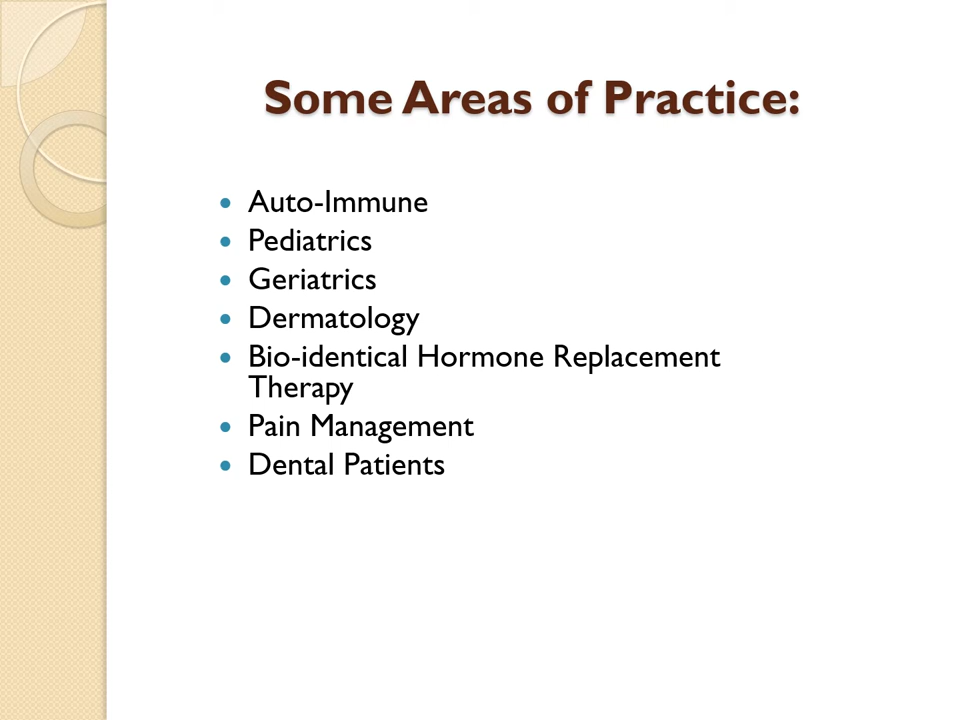 Some Areas of Practice:
• Auto-Immune
• Pediatrics
• Geriatrics
• Dermatology
• Bio-identical Hormone Replacement
Therapy
• Pain Management
• Dental Patients